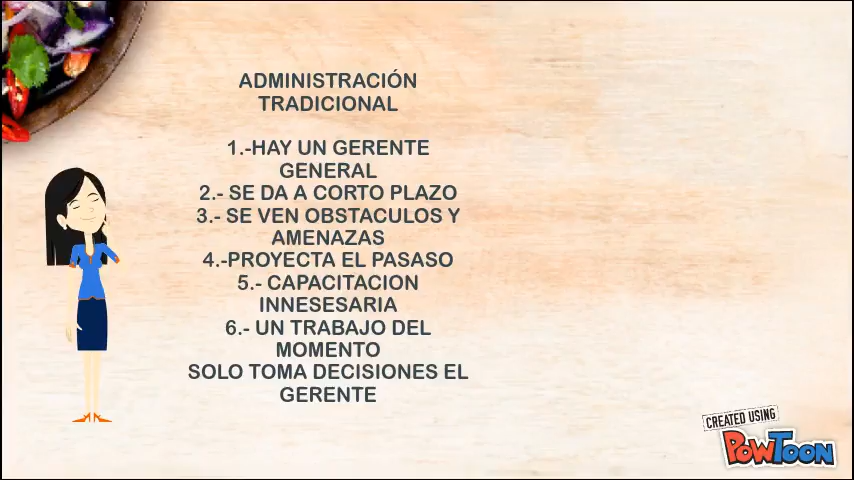 ADMINISTRACIÓN
TRADICIONAL
1.-HAY UN GERENTE
GENERAL
2.- SE DA A CORTO PLAZO
3.- SE VEN OBSTACULOS Y
AMENAZAS
4.-PROYECTA EL PASASO
5.- CAPACITACION
INNESESARIA
6.- UN TRABAJO DEL
MOMENTO
SOLO TOMA DECISIONES EL
GERENTE
CREATED USING
POWTOON